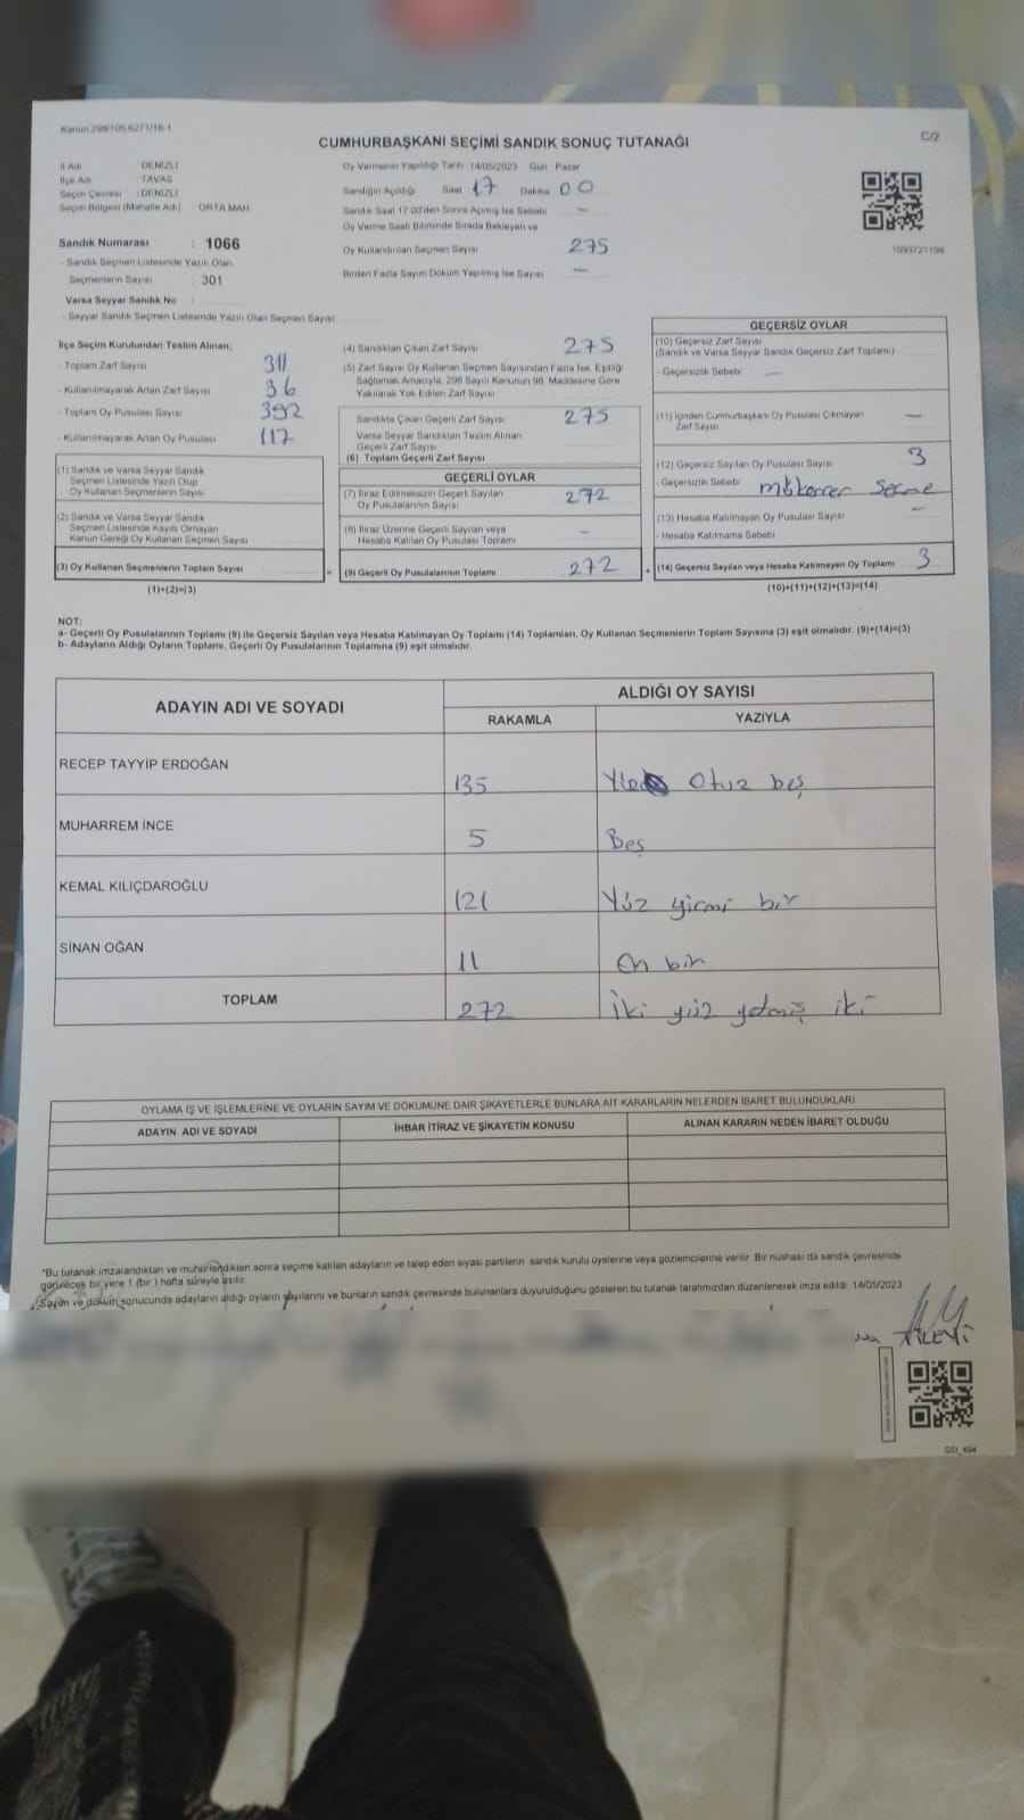 CUMHURBAŞKANI SEÇİMİ SANDIK SONUÇ TUTANAĞI
C/2
İl Adı DENİZLİ
İlçe Adı TAVAS
Seçim Çevresi : DENİZLİ
Seçim Bölgesi (Mahalle Adı) ORTA MAH
Oy Vermenin Yapıldığı Tarih 14/05/2023 Gün Pazar
Sandığın Açıldığı Saat 17 Dakika 00
Sandık Saat 17.00'den Sonra Açılmış İse Sebebi —
Oy Verme Saati Bitiminde Sırada Bekleyen ve
Oy Kullandırılan Seçmen Sayısı 275
Birden Fazla Sayım Döküm Yapılmış İse Sayısı —
Sandık Numarası : 1066
- Sandık Seçmen Listesinde Yazılı Olan
Seçmenlerin Sayısı 301
Varsa Seyyar Sandık No
- Seyyar Sandık Seçmen Listesinde Yazılı Olan Seçmen Sayısı
İlçe Seçim Kurulundan Teslim Alınan;
- Toplam Zarf Sayısı 311
- Kullanılmayarak Artan Zarf Sayısı 36
- Toplam Oy Pusulası Sayısı 392
- Kullanılmayarak Artan Oy Pusulası 117
(1) Sandık ve Varsa Seyyar Sandık
Seçmen Listesinde Yazılı Olup
Oy Kullanan Seçmenlerin Sayısı
(2) Sandık ve Varsa Seyyar Sandık
Seçmen Listesinde Kayıtlı Olmayan
Kanun Gereği Oy Kullanan Seçmen Sayısı
(3) Oy Kullanan Seçmenlerin Toplam Sayısı
=
(1)+(2)=(3)
(4) Sandıktan Çıkan Zarf Sayısı 275
(5) Zarf Sayısı Oy Kullanan Seçmen Sayısından Fazla İse, Eşitliği
Sağlamak Amacıyla, 298 Sayılı Kanunun 98. Maddesine Göre
Yakılarak Yok Edilen Zarf Sayısı
Sandıkta Çıkan Geçerli Zarf Sayısı 275
Varsa Seyyar Sandıktan Teslim Alınan
Geçerli Zarf Sayısı
(6) Toplam Geçerli Zarf Sayısı
GEÇERLİ OYLAR
(7) İtiraz Edilmeksizin Geçerli Sayılan
Oy Pusulalarının Sayısı 272
(8) İtiraz Üzerine Geçerli Sayılan veya
Hesaba Katılan Oy Pusulası Toplamı —
(9) Geçerli Oy Pusulalarının Toplamı 272
+
GEÇERSİZ OYLAR
(10) Geçersiz Zarf Sayısı
(Sandık ve Varsa Seyyar Sandık Geçersiz Zarf Toplamı)
- Geçersizlik Sebebi —
(11) İçinden Cumhurbaşkanı Oy Pusulası Çıkmayan
Zarf Sayısı —
(12) Geçersiz Sayılan Oy Pusulası Sayısı 3
- Geçersizlik Sebebi mükerrer seçme
(13) Hesaba Katılmayan Oy Pusulası Sayısı —
- Hesaba Katılmama Sebebi
(14) Geçersiz Sayılan veya Hesaba Katılmayan Oy Toplamı 3
(10)+(11)+(12)+(13)=(14)
NOT:
a- Geçerli Oy Pusulalarının Toplamı (9) ile Geçersiz Sayılan veya Hesaba Katılmayan Oy Toplamı (14) Toplamları, Oy Kullanan Seçmenlerin Toplam Sayısına (3) eşit olmalıdır. (9)+(14)=(3)
b- Adayların Aldığı Oyların Toplamı, Geçerli Oy Pusulalarının Toplamına (9) eşit olmalıdır.
ADAYIN ADI VE SOYADI
ALDIĞI OY SAYISI
RAKAMLA YAZIYLA
RECEP TAYYİP ERDOĞAN 135 Otuz beş
MUHARREM İNCE 5 Beş
KEMAL KILIÇDAROĞLU 121 Yüz yirmi bir
SİNAN OĞAN 11 On bir
TOPLAM 272 İki yüz yetmiş iki
OYLAMA İŞ VE İŞLEMLERİNE VE OYLARIN SAYIM VE DÖKÜMÜNE DAİR ŞİKAYETLERLE BUNLARA AİT KARARLARIN NELERDEN İBARET BULUNDUKLARI
ADAYIN ADI VE SOYADI İHBAR İTİRAZ VE ŞİKAYETİN KONUSU ALINAN KARARIN NEDEN İBARET OLDUĞU
*Bu tutanak imzalandıktan ve mühürlendikten sonra seçime katılan adayların ve talep eden siyasi partilerin sandık kurulu üyelerine veya gözlemcilerine verilir. Bir nüshası da sandık çevresinde
görülecek bir yere 1 (bir ) hafta süreyle asılır.
Sayım ve döküm sonucunda adayların aldığı oyların sayılarını ve bunların sandık çevresinde bulunanlara duyurulduğunu gösteren bu tutanak tarafımızdan düzenlenerek imza edildi. 14/05/2023